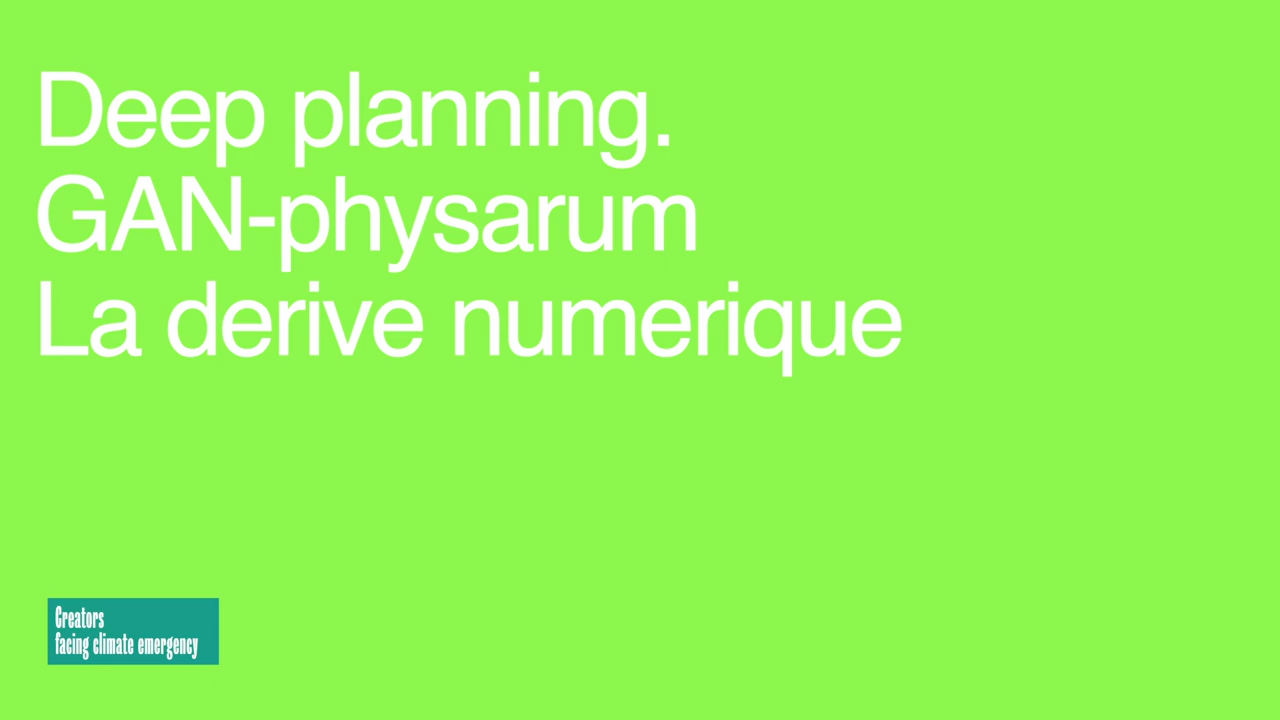 Deep planning.
GAN-physarum
La derive numerique
Creators
facing climate emergency